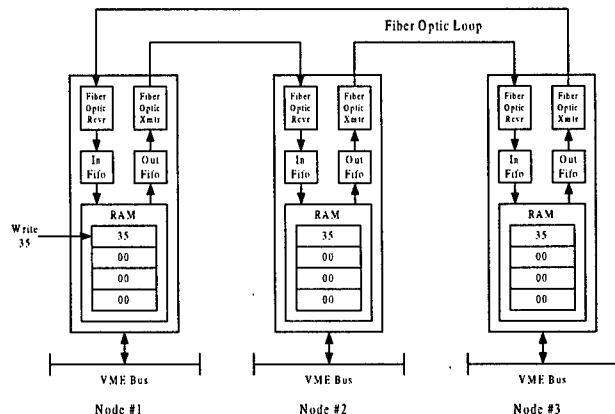 Fiber Optic Loop
Fiber
Optic
Rcvr
Fiber
Optic
Xmtr
In
Fifo
Out
Fifo
RAM
Write
35
35
00
00
00
VME Bus
Node #1
Fiber
Optic
Rcvr
Fiber
Optic
Xmtr
In
Fifo
Out
Fifo
RAM
35
00
00
00
VME Bus
Node #2
Fiber
Optic
Rcvr
Fiber
Optic
Xmtr
In
Fifo
Out
Fifo
RAM
35
00
00
00
VME Bus
Node #3